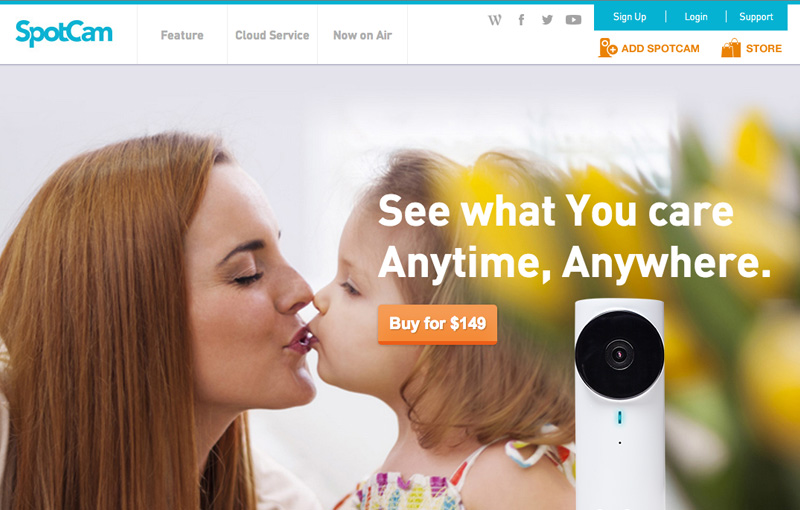 SpotCam
Feature
Cloud Service
Now on Air
W
Sign Up
Login
Support
ADD SPOTCAM
STORE
See what You care
Anytime, Anywhere.
Buy for $149